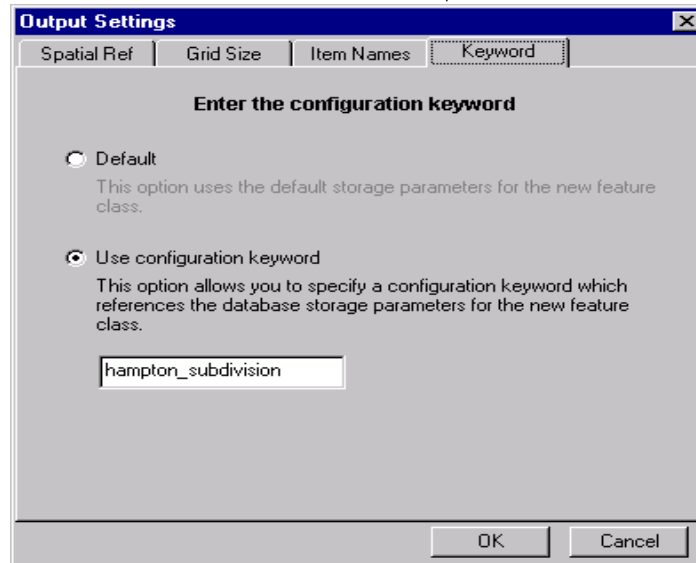 Output Settings
Spatial Ref
Grid Size
Item Names
Keyword
Enter the configuration keyword
Default
This option uses the default storage parameters for the new feature
class.
Use configuration keyword
This option allows you to specify a configuration keyword which
references the database storage parameters for the new feature
class.
hampton_subdivision
OK
Cancel